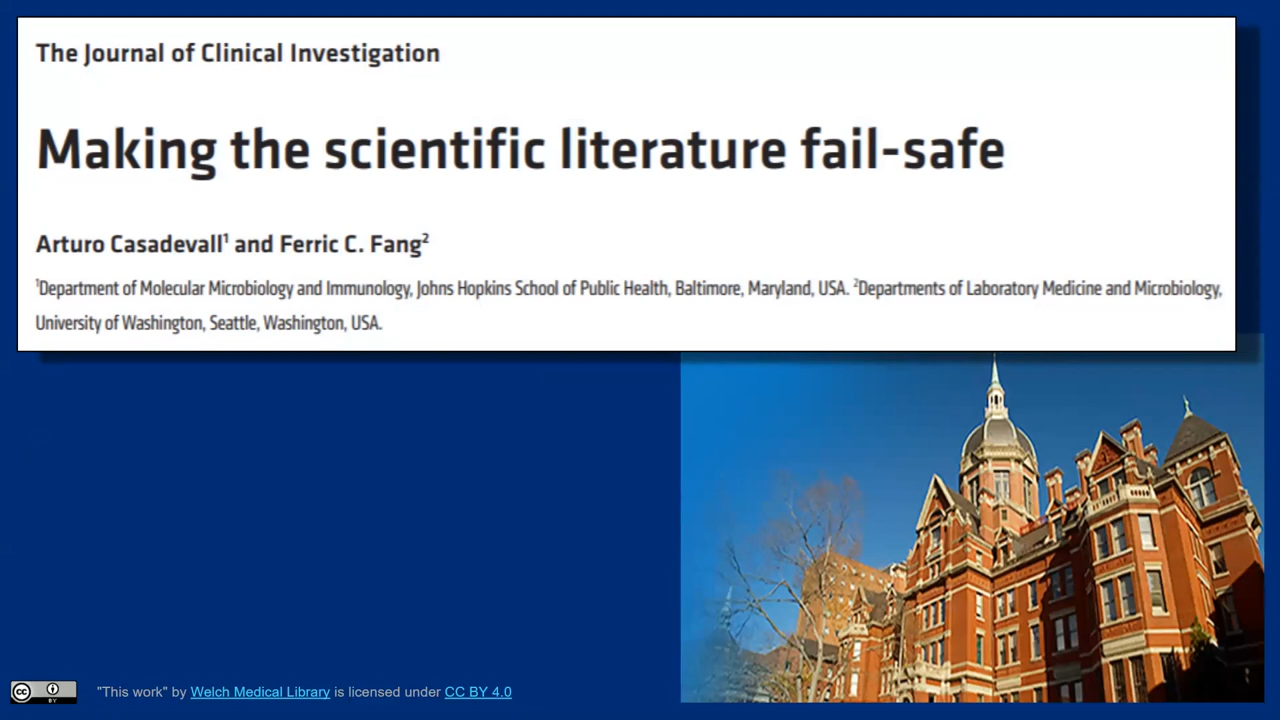 The Journal of Clinical Investigation
Making the scientific literature fail-safe
Arturo Casadevall¹ and Ferric C. Fang²
¹Department of Molecular Microbiology and Immunology, Johns Hopkins School of Public Health, Baltimore, Maryland, USA. ²Departments of Laboratory Medicine and Microbiology,
University of Washington, Seattle, Washington, USA.
cc BY "This work" by Welch Medical Library is licensed under CC BY 4.0